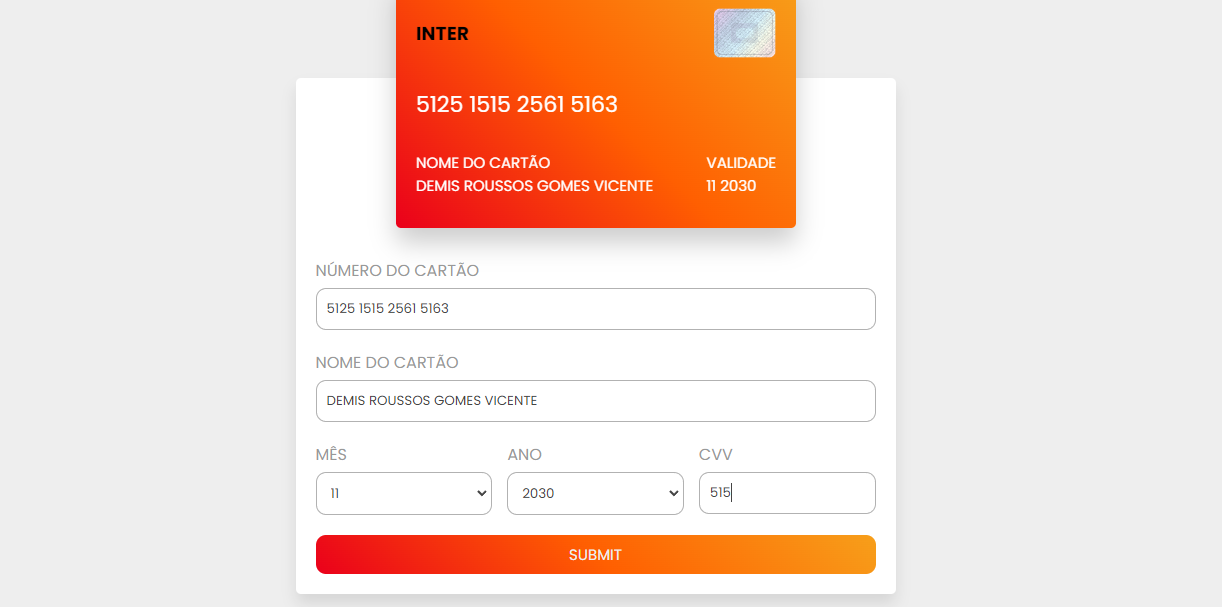 INTER
5125 1515 2561 5163
NOME DO CARTÃO VALIDADE
DEMIS ROUSSOS GOMES VICENTE 11 2030
NÚMERO DO CARTÃO
5125 1515 2561 5163
NOME DO CARTÃO
DEMIS ROUSSOS GOMES VICENTE
MÊS ANO CVV
11 2030 515
SUBMIT